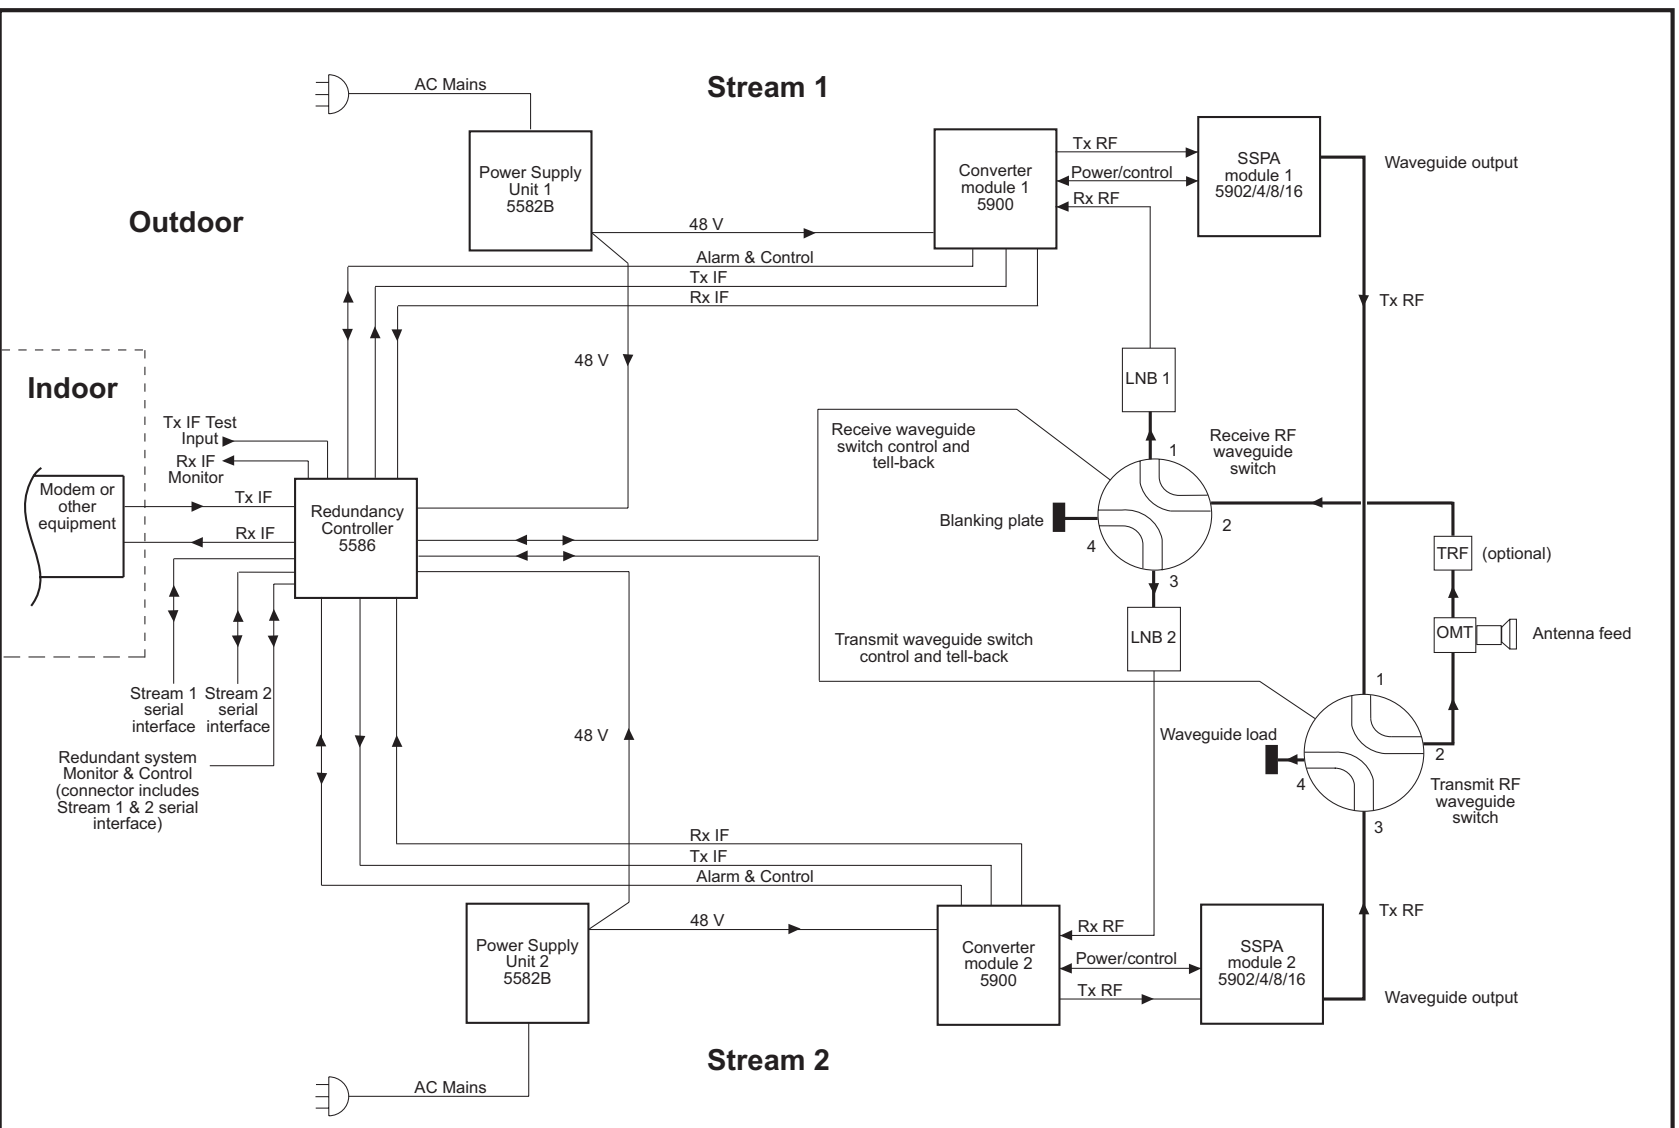 Stream 1
AC Mains
Power Supply
Unit 1
5582B
Converter
module 1
5900
Tx RF
Power/control
Rx RF
SSPA
module 1
5902/4/8/16
Waveguide output
Outdoor
48 V
Alarm & Control
Tx IF
Rx IF
Tx RF
48 V
Indoor
LNB 1
Tx IF Test
Input
Rx IF
Monitor
Receive waveguide
switch control and
tell-back
1
Receive RF
waveguide
switch
Modem or
other
equipment
Tx IF
Rx IF
Redundancy
Controller
5586
Blanking plate
2
4
3
TRF
(optional)
LNB 2
OMT
Antenna feed
Transmit waveguide switch
control and tell-back
Stream 1
serial
interface
Stream 2
serial
interface
1
48 V
Waveguide load
2
4
3
Transmit RF
waveguide
switch
Redundant system
Monitor & Control
(connector includes
Stream 1 & 2 serial
interface)
Rx IF
Tx IF
Alarm & Control
48 V
Power Supply
Unit 2
5582B
Converter
module 2
5900
Rx RF
Power/control
Tx RF
SSPA
module 2
5902/4/8/16
Tx RF
Waveguide output
Stream 2
AC Mains